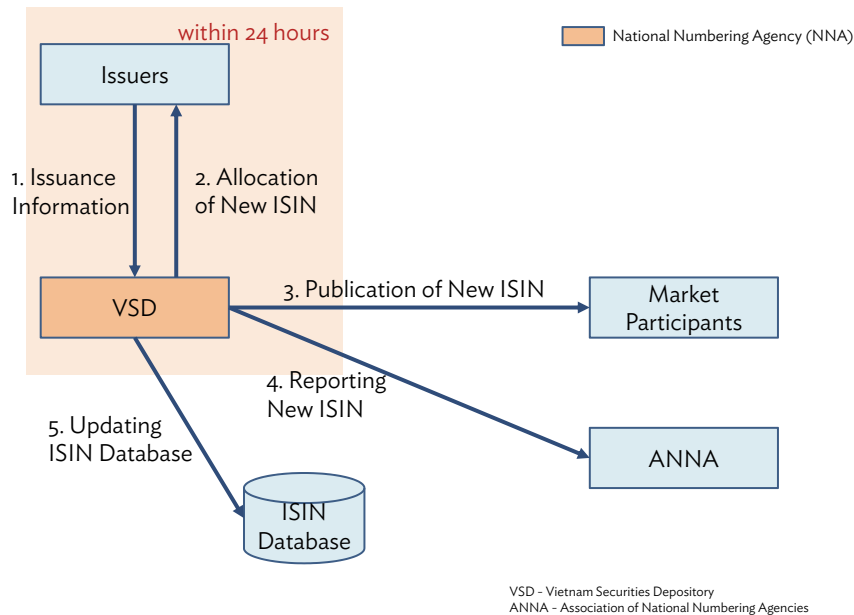 within 24 hours
National Numbering Agency (NNA)
Issuers
1. Issuance
Information
2. Allocation
of New ISIN
VSD
3. Publication of New ISIN
Market
Participants
4. Reporting
New ISIN
5. Updating
ISIN Database
ANNA
ISIN
Database
VSD – Vietnam Securities Depository
ANNA – Association of National Numbering Agencies